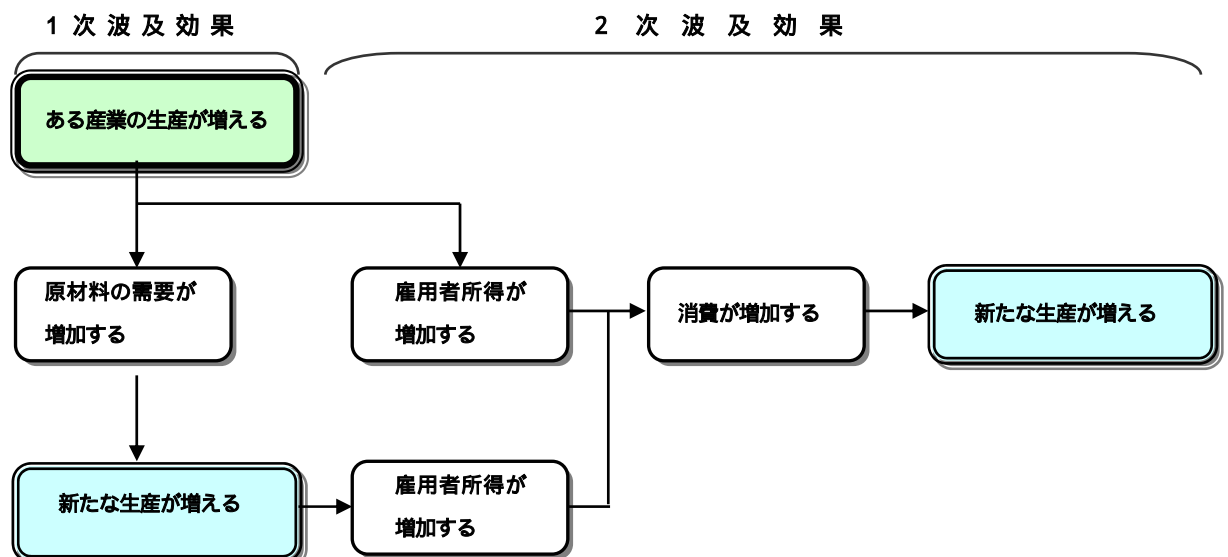 1次波及効果
2次波及効果
ある産業の生産が増える
原材料の需要が
増加する
雇用者所得が
増加する
消費が増加する
新たな生産が増える
新たな生産が増える
雇用者所得が
増加する